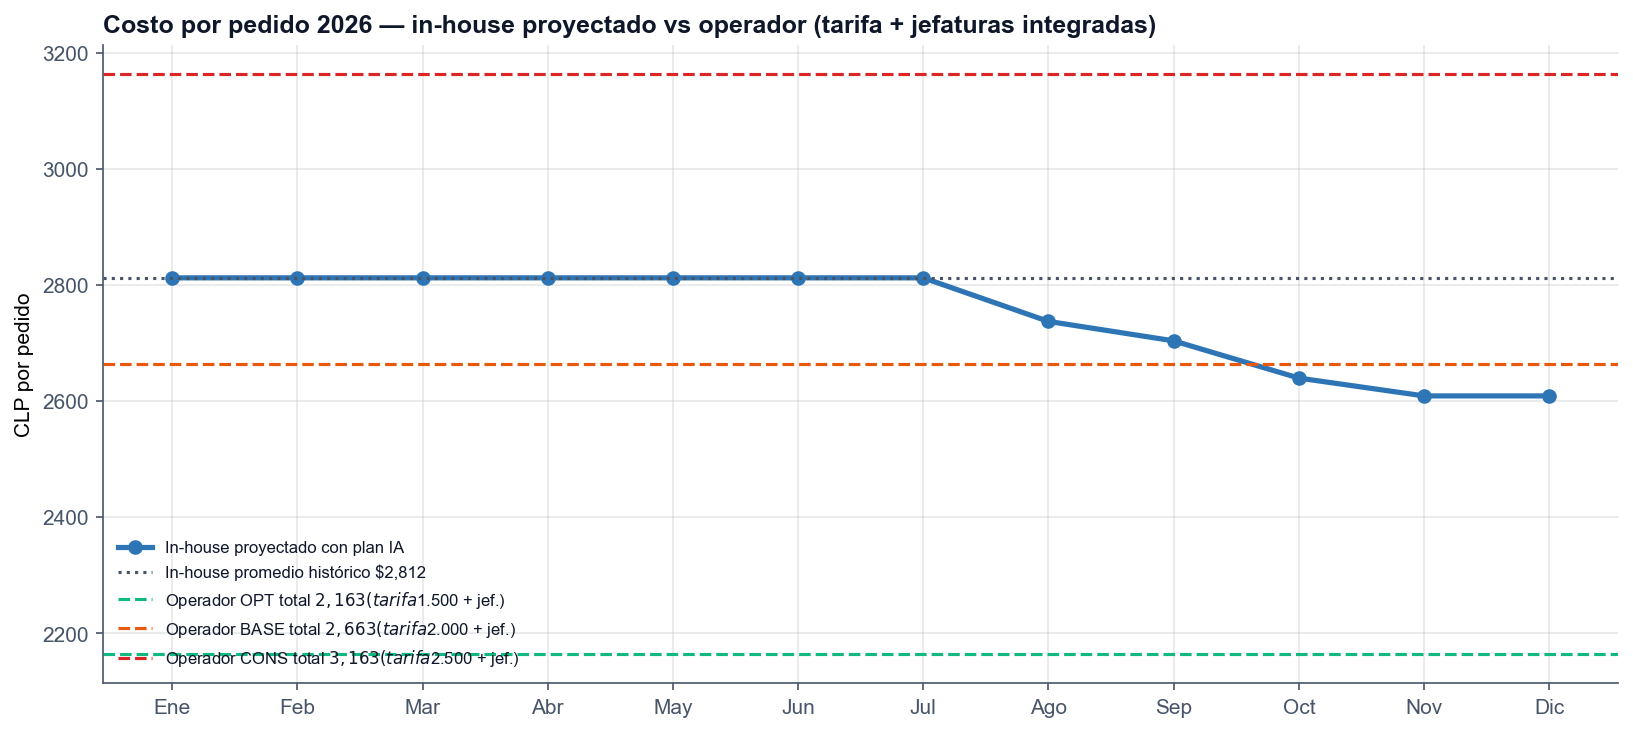 Costo por pedido 2026 — in-house proyectado vs operador (tarifa + jefaturas integradas)
CLP por pedido
3200
3000
2800
2600
2400
2200
In-house proyectado con plan IA
In-house promedio histórico $2,812
Operador OPT total 2,163(tarifa1.500 + jef.)
Operador BASE total 2,663(tarifa2.000 + jef.)
Operador CONS total 3,163(tarifa2.500 + jef.)
Ene Feb Mar Abr May Jun Jul Ago Sep Oct Nov Dic